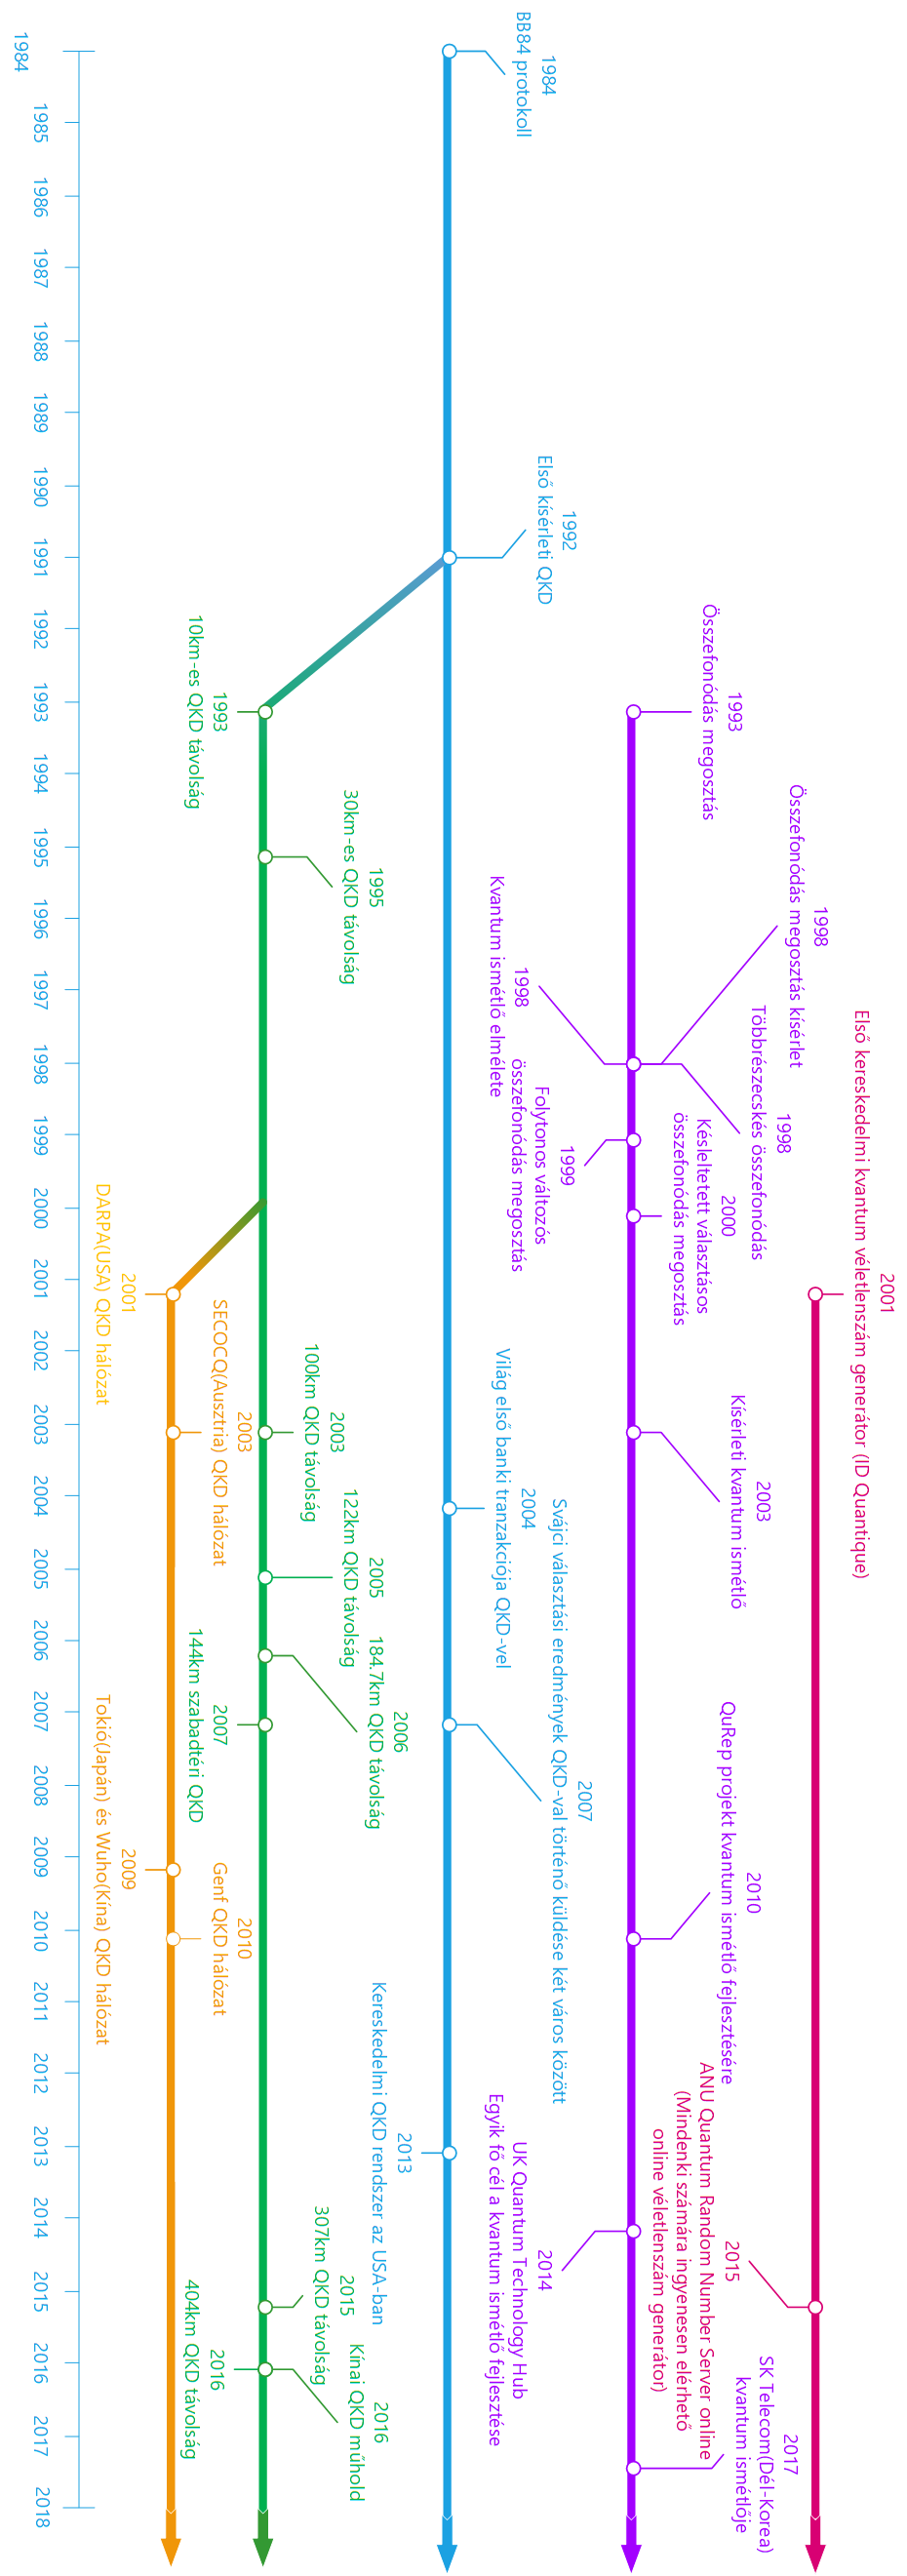 2001
Első kereskedelmi kvantum véletlenszám generátor (ID Quantique)
2015
ANU Quantum Random Number Server online
(Mindenki számára ingyenesen elérhető
online véletlenszám generátor)
1993
Összefonódás megosztás
1998
Összefonódás megosztás kísérlet
1998
Többrészecskés összefonódás
1998
Kvantum ismétlő elmélete
1999
Folytonos változós
összefonódás megosztás
2000
Késleltetett választásos
összefonódás megosztás
2003
Kísérleti kvantum ismétlő
2010
QuRep projekt kvantum ismétlő fejlesztésére
2014
UK Quantum Technology Hub
Egyik fő cél a kvantum ismétlő fejlesztése
2017
SK Telecom(Dél-Korea)
kvantum ismétlője
1984
BB84 protokoll
1992
Első kísérleti QKD
2004
Világ első banki tranzakciója QKD-vel
2007
Svájci választási eredmények QKD-val történő küldése két város között
2013
Kereskedelmi QKD rendszer az USA-ban
1993
10km-es QKD távolság
1995
30km-es QKD távolság
2003
100km QKD távolság
2005
122km QKD távolság
2006
184.7km QKD távolság
2007
144km szabadtéri QKD
2015
307km QKD távolság
2016
Kínai QKD műhold
2016
404km QKD távolság
2001
DARPA(USA) QKD hálózat
2003
SECOCQ(Ausztria) QKD hálózat
2009
Tokió(Japán) és Wuho(Kína) QKD hálózat
2010
Genf QKD hálózat
1984
1985
1986
1987
1988
1989
1990
1991
1992
1993
1994
1995
1996
1997
1998
1999
2000
2001
2002
2003
2004
2005
2006
2007
2008
2009
2010
2011
2012
2013
2014
2015
2016
2017
2018